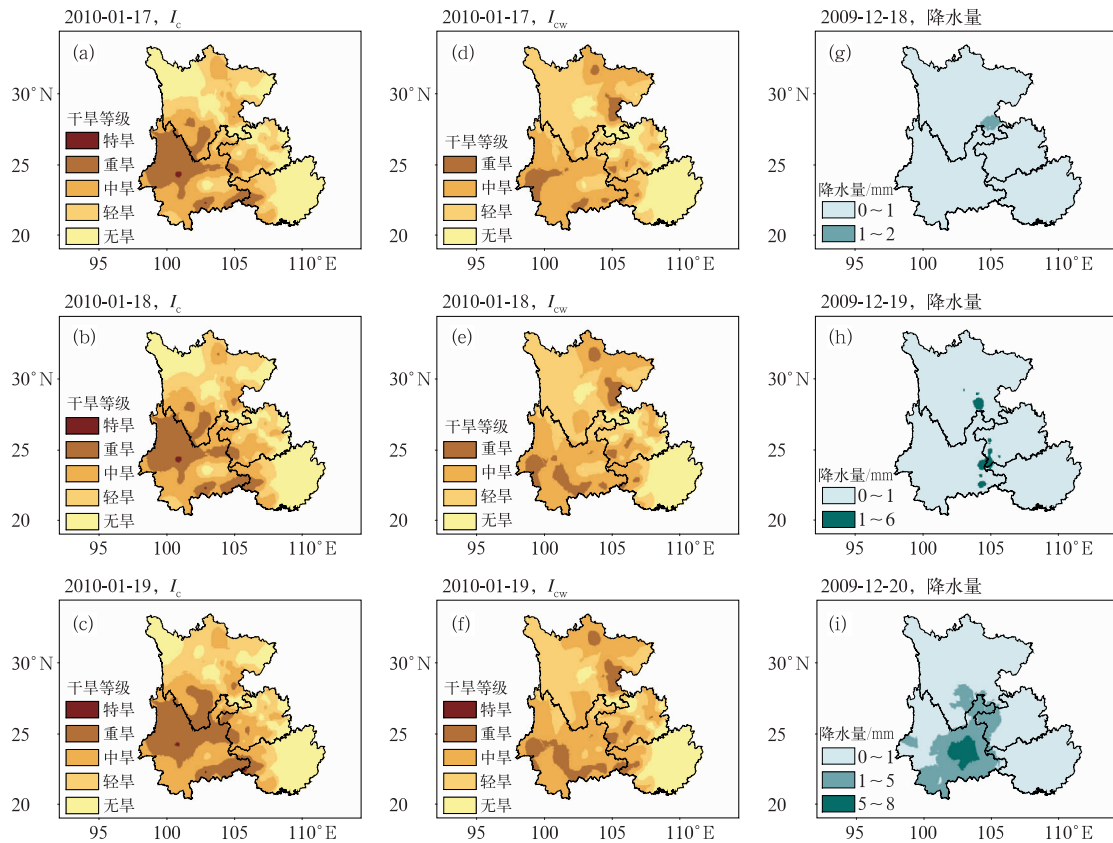 2010-01-17, Ic
(a)
30°N
25
20
干旱等级
特旱
重旱
中旱
轻旱
无旱
95 100 105 110°E
2010-01-17, Icw
(d)
30°N
25
20
干旱等级
重旱
中旱
轻旱
无旱
95 100 105 110°E
2009-12-18, 降水量
(g)
30°N
25
20
降水量/mm
0～1
1～2
95 100 105 110°E
2010-01-18, Ic
(b)
30°N
25
20
干旱等级
特旱
重旱
中旱
轻旱
无旱
95 100 105 110°E
2010-01-18, Icw
(e)
30°N
25
20
干旱等级
重旱
中旱
轻旱
无旱
95 100 105 110°E
2009-12-19, 降水量
(h)
30°N
25
20
降水量/mm
0～1
1～6
95 100 105 110°E
2010-01-19, Ic
(c)
30°N
25
20
干旱等级
特旱
重旱
中旱
轻旱
无旱
95 100 105 110°E
2010-01-19, Icw
(f)
30°N
25
20
干旱等级
特旱
重旱
中旱
轻旱
无旱
95 100 105 110°E
2009-12-20, 降水量
(i)
30°N
25
20
降水量/mm
0～1
1～5
5～8
95 100 105 110°E